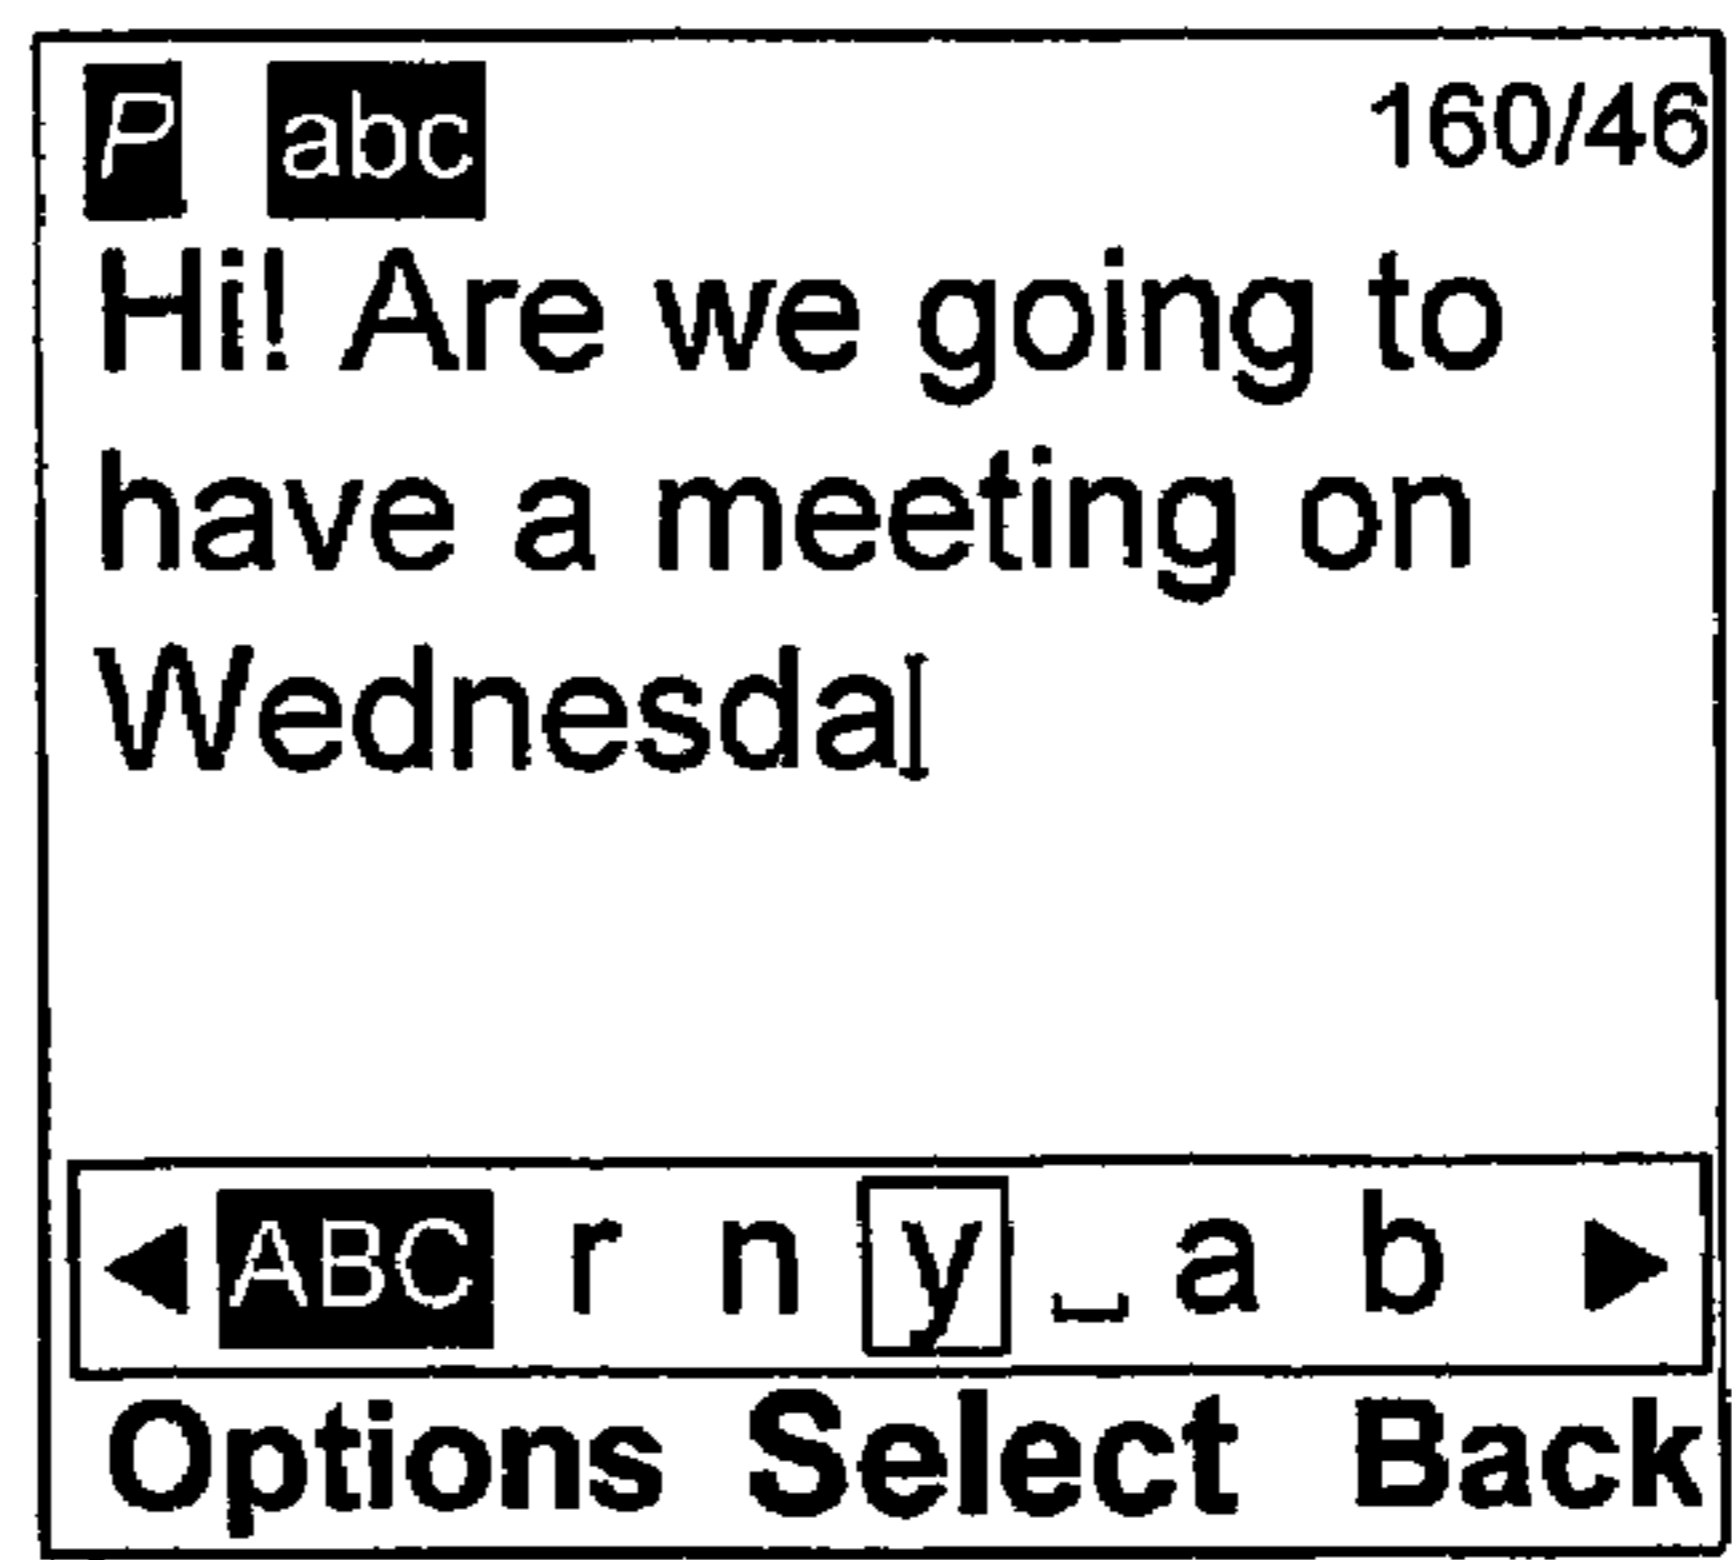 P abc 160/46
Hi! Are we going to
have a meeting on
Wednesda
ABC r n y ⎵ a b
Options Select Back